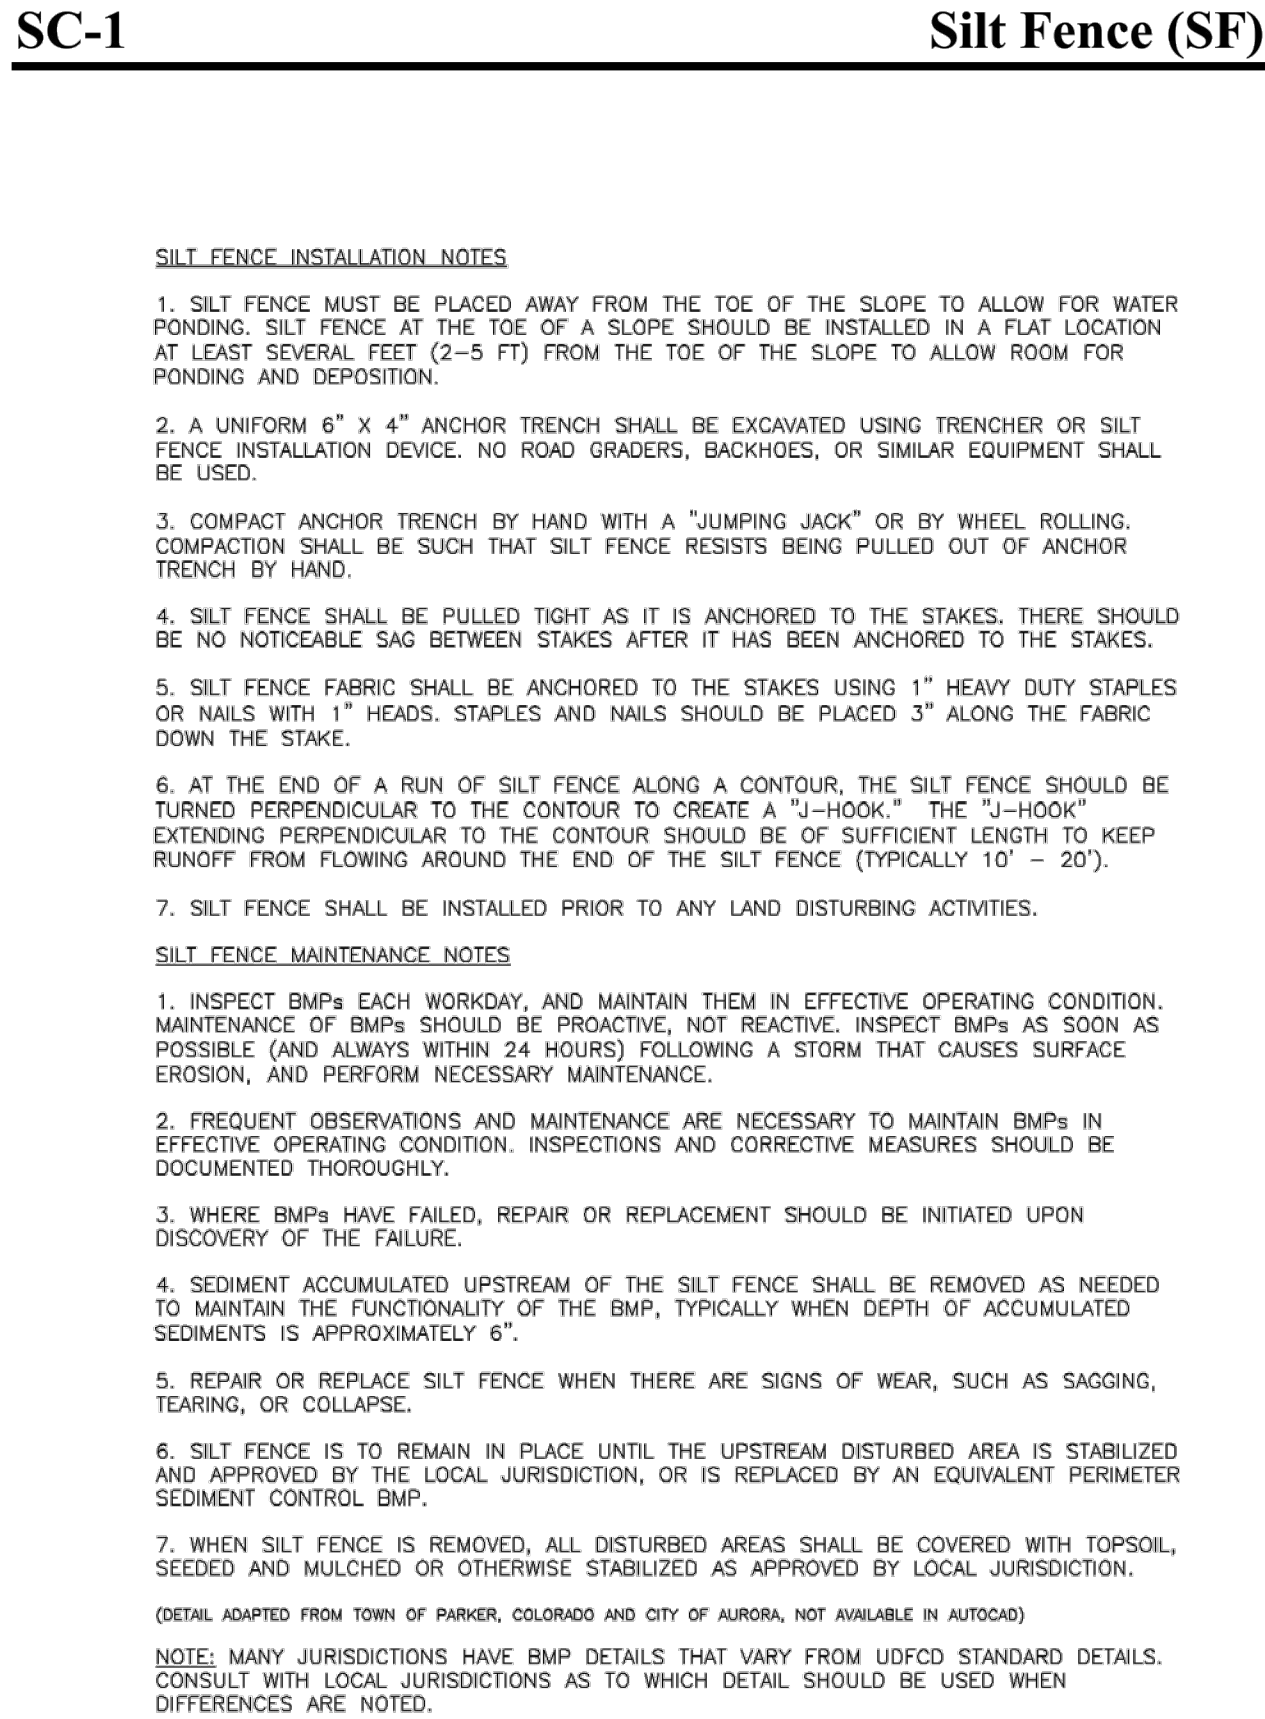 SC-1 Silt Fence (SF)
SILT FENCE INSTALLATION NOTES
1. SILT FENCE MUST BE PLACED AWAY FROM THE TOE OF THE SLOPE TO ALLOW FOR WATER
PONDING. SILT FENCE AT THE TOE OF A SLOPE SHOULD BE INSTALLED IN A FLAT LOCATION
AT LEAST SEVERAL FEET (2–5 FT) FROM THE TOE OF THE SLOPE TO ALLOW ROOM FOR
PONDING AND DEPOSITION.
2. A UNIFORM 6" X 4" ANCHOR TRENCH SHALL BE EXCAVATED USING TRENCHER OR SILT
FENCE INSTALLATION DEVICE. NO ROAD GRADERS, BACKHOES, OR SIMILAR EQUIPMENT SHALL
BE USED.
3. COMPACT ANCHOR TRENCH BY HAND WITH A "JUMPING JACK" OR BY WHEEL ROLLING.
COMPACTION SHALL BE SUCH THAT SILT FENCE RESISTS BEING PULLED OUT OF ANCHOR
TRENCH BY HAND.
4. SILT FENCE SHALL BE PULLED TIGHT AS IT IS ANCHORED TO THE STAKES. THERE SHOULD
BE NO NOTICEABLE SAG BETWEEN STAKES AFTER IT HAS BEEN ANCHORED TO THE STAKES.
5. SILT FENCE FABRIC SHALL BE ANCHORED TO THE STAKES USING 1" HEAVY DUTY STAPLES
OR NAILS WITH 1" HEADS. STAPLES AND NAILS SHOULD BE PLACED 3" ALONG THE FABRIC
DOWN THE STAKE.
6. AT THE END OF A RUN OF SILT FENCE ALONG A CONTOUR, THE SILT FENCE SHOULD BE
TURNED PERPENDICULAR TO THE CONTOUR TO CREATE A "J–HOOK." THE "J–HOOK"
EXTENDING PERPENDICULAR TO THE CONTOUR SHOULD BE OF SUFFICIENT LENGTH TO KEEP
RUNOFF FROM FLOWING AROUND THE END OF THE SILT FENCE (TYPICALLY 10' – 20').
7. SILT FENCE SHALL BE INSTALLED PRIOR TO ANY LAND DISTURBING ACTIVITIES.
SILT FENCE MAINTENANCE NOTES
1. INSPECT BMPs EACH WORKDAY, AND MAINTAIN THEM IN EFFECTIVE OPERATING CONDITION.
MAINTENANCE OF BMPs SHOULD BE PROACTIVE, NOT REACTIVE. INSPECT BMPs AS SOON AS
POSSIBLE (AND ALWAYS WITHIN 24 HOURS) FOLLOWING A STORM THAT CAUSES SURFACE
EROSION, AND PERFORM NECESSARY MAINTENANCE.
2. FREQUENT OBSERVATIONS AND MAINTENANCE ARE NECESSARY TO MAINTAIN BMPs IN
EFFECTIVE OPERATING CONDITION. INSPECTIONS AND CORRECTIVE MEASURES SHOULD BE
DOCUMENTED THOROUGHLY.
3. WHERE BMPs HAVE FAILED, REPAIR OR REPLACEMENT SHOULD BE INITIATED UPON
DISCOVERY OF THE FAILURE.
4. SEDIMENT ACCUMULATED UPSTREAM OF THE SILT FENCE SHALL BE REMOVED AS NEEDED
TO MAINTAIN THE FUNCTIONALITY OF THE BMP, TYPICALLY WHEN DEPTH OF ACCUMULATED
SEDIMENTS IS APPROXIMATELY 6".
5. REPAIR OR REPLACE SILT FENCE WHEN THERE ARE SIGNS OF WEAR, SUCH AS SAGGING,
TEARING, OR COLLAPSE.
6. SILT FENCE IS TO REMAIN IN PLACE UNTIL THE UPSTREAM DISTURBED AREA IS STABILIZED
AND APPROVED BY THE LOCAL JURISDICTION, OR IS REPLACED BY AN EQUIVALENT PERIMETER
SEDIMENT CONTROL BMP.
7. WHEN SILT FENCE IS REMOVED, ALL DISTURBED AREAS SHALL BE COVERED WITH TOPSOIL,
SEEDED AND MULCHED OR OTHERWISE STABILIZED AS APPROVED BY LOCAL JURISDICTION.
(DETAIL ADAPTED FROM TOWN OF PARKER, COLORADO AND CITY OF AURORA, NOT AVAILABLE IN AUTOCAD)
NOTE: MANY JURISDICTIONS HAVE BMP DETAILS THAT VARY FROM UDFCD STANDARD DETAILS.
CONSULT WITH LOCAL JURISDICTIONS AS TO WHICH DETAIL SHOULD BE USED WHEN
DIFFERENCES ARE NOTED.